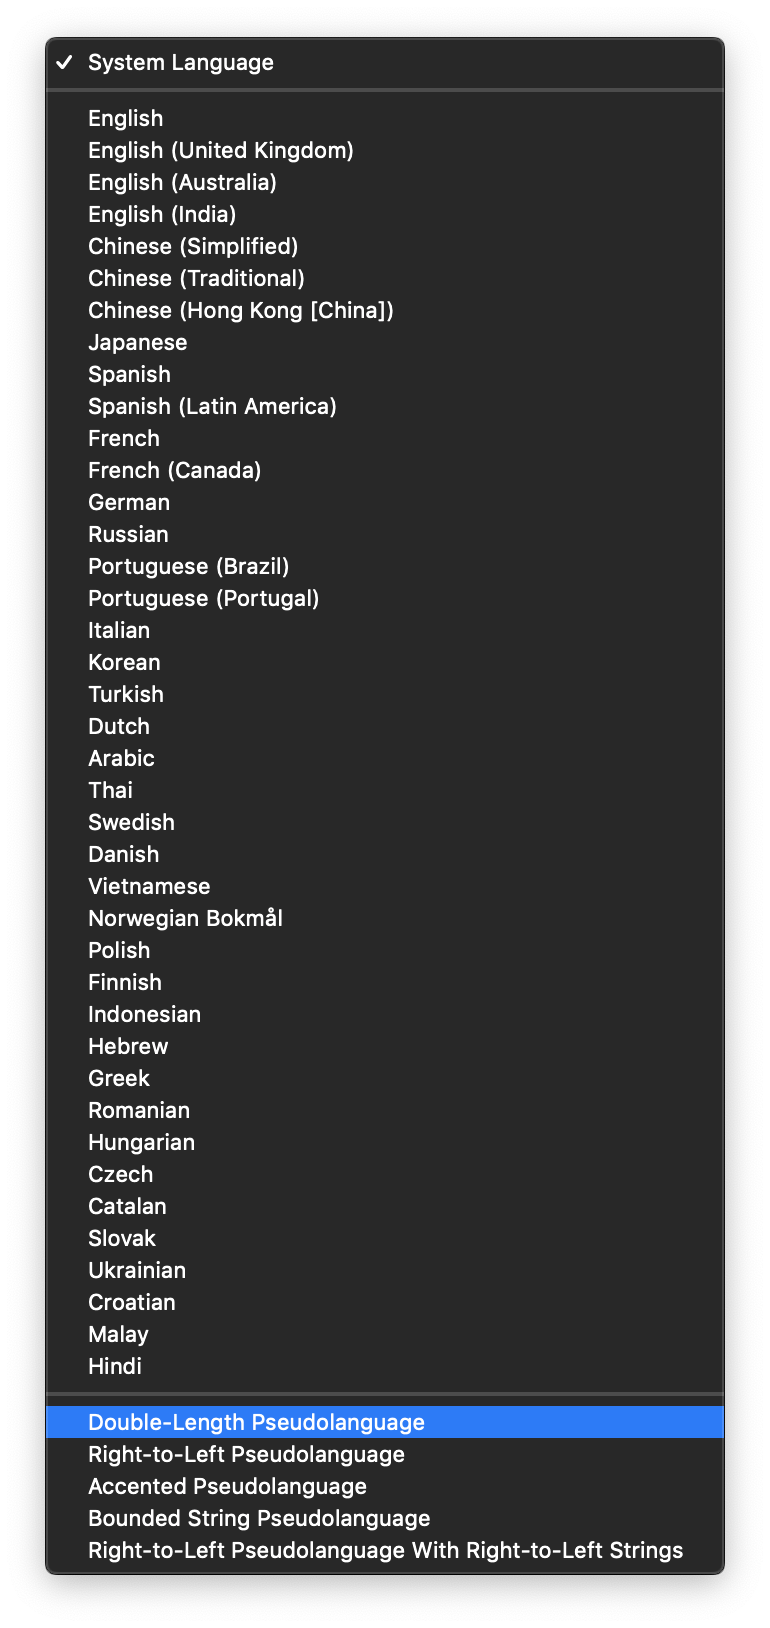 ✓ System Language
English
English (United Kingdom)
English (Australia)
English (India)
Chinese (Simplified)
Chinese (Traditional)
Chinese (Hong Kong [China])
Japanese
Spanish
Spanish (Latin America)
French
French (Canada)
German
Russian
Portuguese (Brazil)
Portuguese (Portugal)
Italian
Korean
Turkish
Dutch
Arabic
Thai
Swedish
Danish
Vietnamese
Norwegian Bokmål
Polish
Finnish
Indonesian
Hebrew
Greek
Romanian
Hungarian
Czech
Catalan
Slovak
Ukrainian
Croatian
Malay
Hindi
Double-Length Pseudolanguage
Right-to-Left Pseudolanguage
Accented Pseudolanguage
Bounded String Pseudolanguage
Right-to-Left Pseudolanguage With Right-to-Left Strings